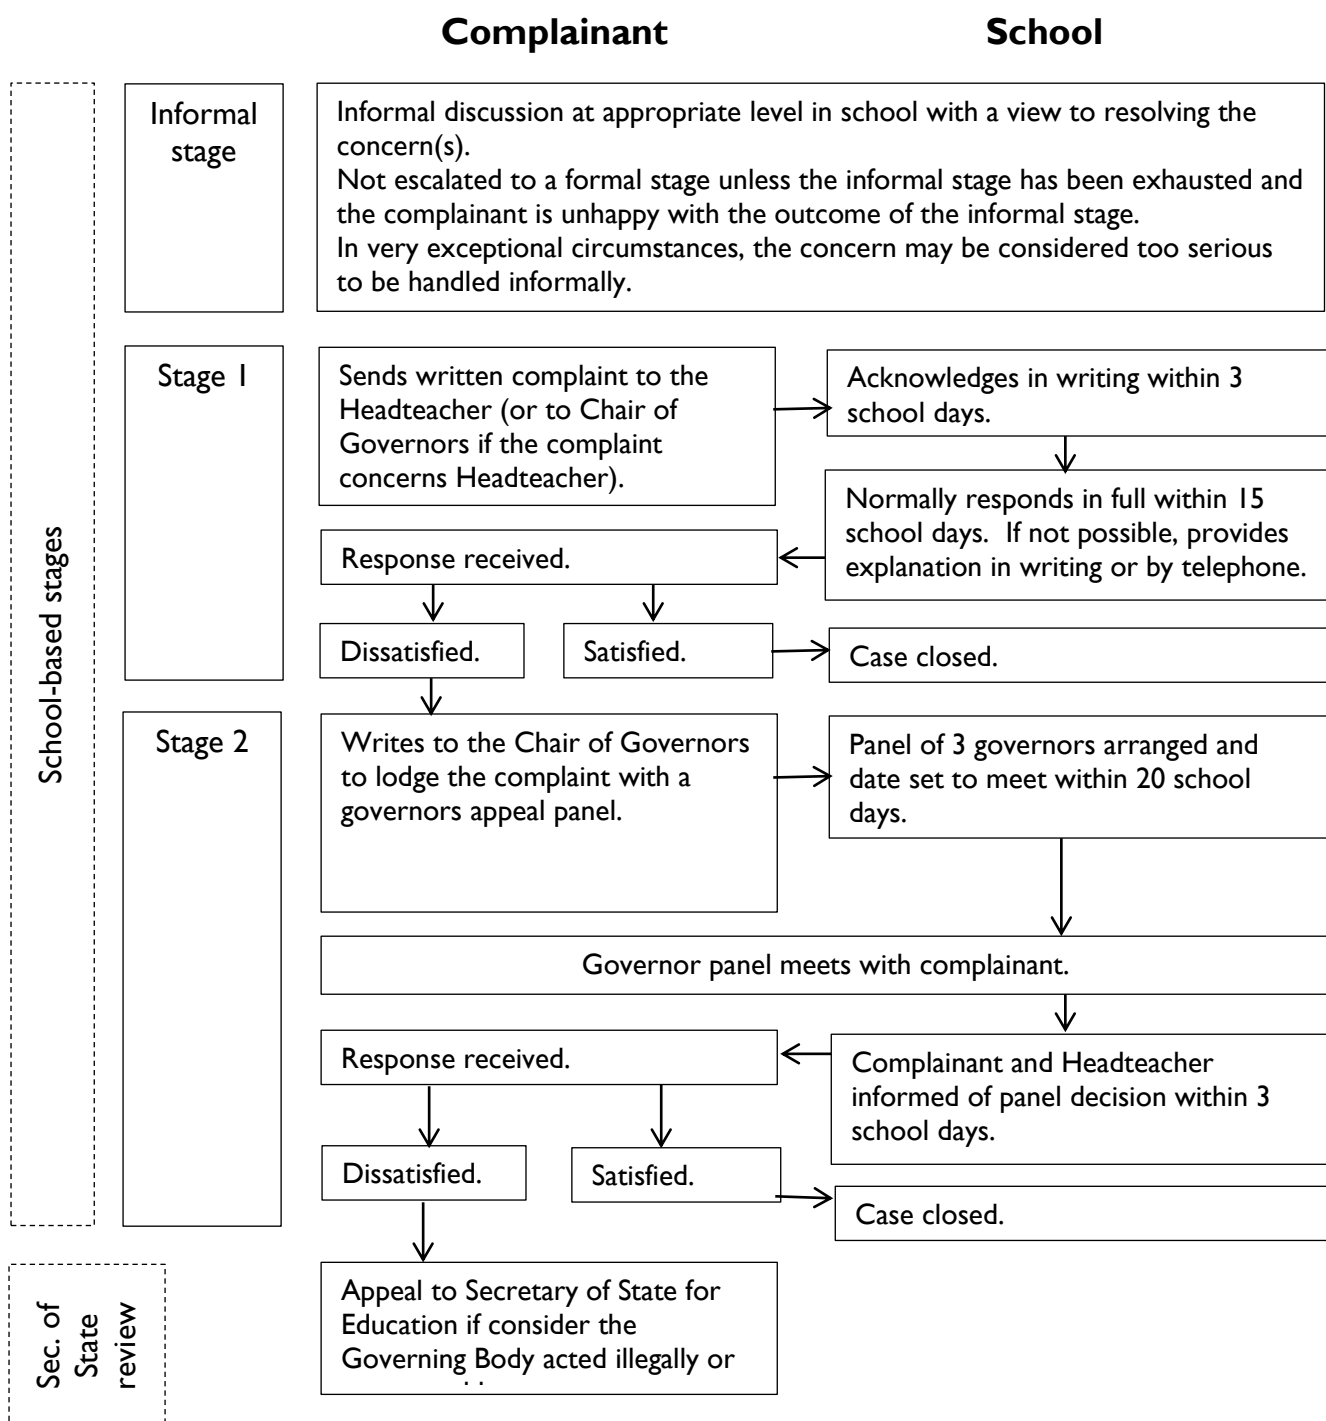 Complainant
School
School-based stages
Informal
stage
Informal discussion at appropriate level in school with a view to resolving the
concern(s).
Not escalated to a formal stage unless the informal stage has been exhausted and
the complainant is unhappy with the outcome of the informal stage.
In very exceptional circumstances, the concern may be considered too serious
to be handled informally.
Stage 1
Sends written complaint to the
Headteacher (or to Chair of
Governors if the complaint
concerns Headteacher).
Acknowledges in writing within 3
school days.
Normally responds in full within 15
school days.  If not possible, provides
explanation in writing or by telephone.
Response received.
Dissatisfied.
Satisfied.
Case closed.
Stage 2
Writes to the Chair of Governors
to lodge the complaint with a
governors appeal panel.
Panel of 3 governors arranged and
date set to meet within 20 school
days.
Governor panel meets with complainant.
Complainant and Headteacher
informed of panel decision within 3
school days.
Response received.
Dissatisfied.
Satisfied.
Case closed.
Sec. of
State
review
Appeal to Secretary of State for
Education if consider the
Governing Body acted illegally or